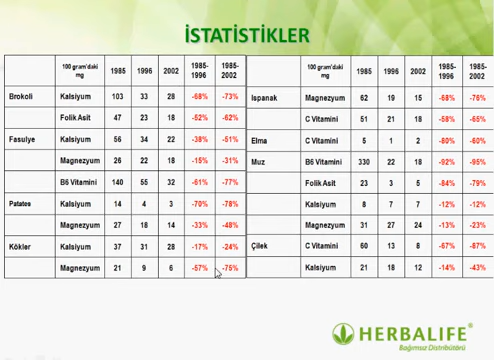 İSTATİSTİKLER
100 gram'daki mg 1985 1996 2002 1985-1996 1985-2002
Brokoli Kalsiyum 103 33 28 -68% -73%
Folik Asit 47 23 18 -52% -62%
Fasulye Kalsiyum 56 34 22 -38% -51%
Magnezyum 26 22 18 -15% -31%
B6 Vitamini 140 55 32 -61% -77%
Patates Kalsiyum 14 4 3 -70% -78%
Magnezyum 27 18 14 -33% -48%
Kökler Kalsiyum 37 31 28 -17% -24%
Magnezyum 21 9 6 -57% -75%
100 gram'daki mg 1985 1996 2002 1985-1996 1985-2002
Ispanak Magnezyum 62 19 15 -68% -76%
C Vitamini 51 21 18 -58% -65%
Elma C Vitamini 5 1 2 -80% -60%
Muz B6 Vitamini 330 22 18 -92% -95%
Folik Asit 23 3 5 -84% -79%
Kalsiyum 8 7 7 -12% -12%
Magnezyum 31 27 24 -13% -23%
Çilek C Vitamini 60 13 8 -67% -87%
Kalsiyum 21 18 12 -14% -43%
HERBALIFE®
Bağımsız Distribütörü